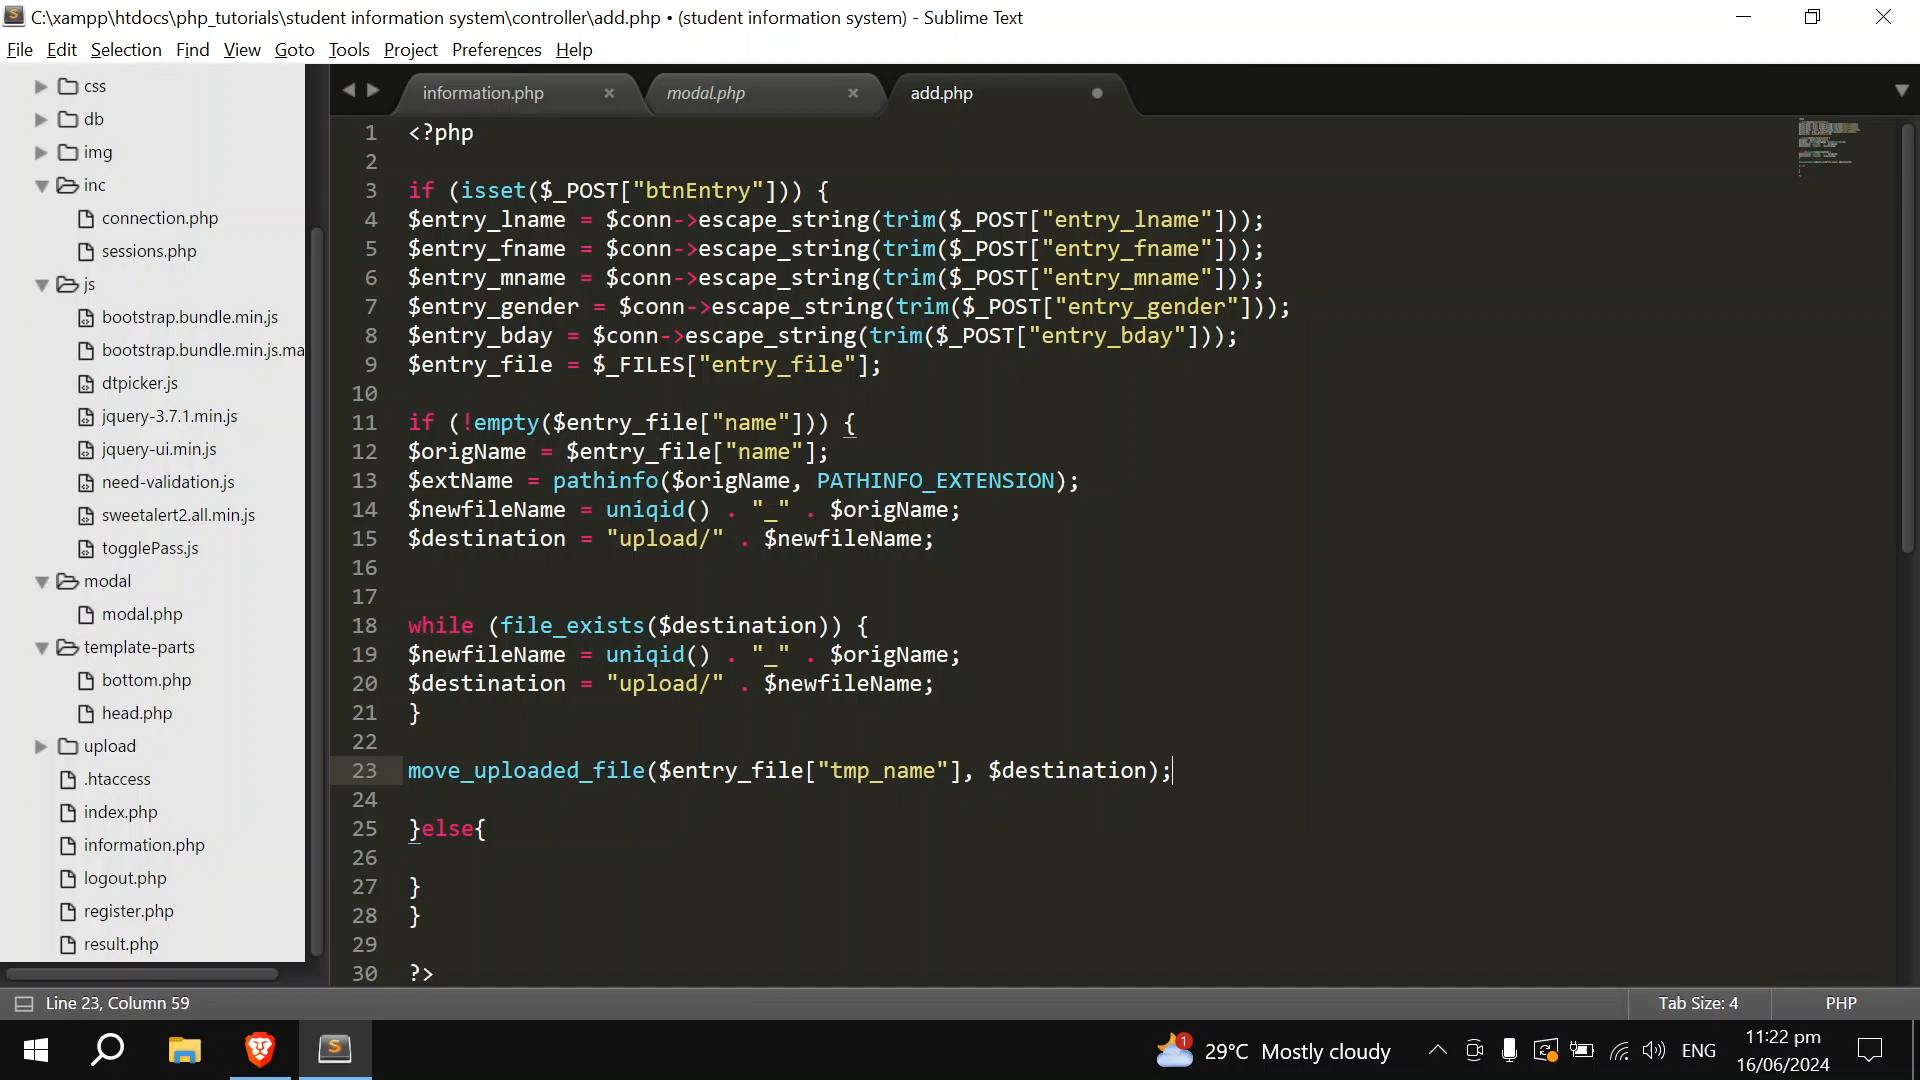 C:\xampp\htdocs\php_tutorials\student information system\controller\add.php • (student information system) - Sublime Text
File Edit Selection Find View Goto Tools Project Preferences Help
css
db
img
inc
connection.php
sessions.php
js
bootstrap.bundle.min.js
bootstrap.bundle.min.js.ma
dtpicker.js
jquery-3.7.1.min.js
jquery-ui.min.js
need-validation.js
sweetalert2.all.min.js
togglePass.js
modal
modal.php
template-parts
bottom.php
head.php
upload
.htaccess
index.php
information.php
logout.php
register.php
result.php
information.php modal.php add.php
1 <?php
2
3 if (isset($_POST["btnEntry"])) {
4 $entry_lname = $conn->escape_string(trim($_POST["entry_lname"]));
5 $entry_fname = $conn->escape_string(trim($_POST["entry_fname"]));
6 $entry_mname = $conn->escape_string(trim($_POST["entry_mname"]));
7 $entry_gender = $conn->escape_string(trim($_POST["entry_gender"]));
8 $entry_bday = $conn->escape_string(trim($_POST["entry_bday"]));
9 $entry_file = $_FILES["entry_file"];
10
11 if (!empty($entry_file["name"])) {
12 $origName = $entry_file["name"];
13 $extName = pathinfo($origName, PATHINFO_EXTENSION);
14 $newfileName = uniqid() . "_" . $origName;
15 $destination = "upload/" . $newfileName;
16
17
18 while (file_exists($destination)) {
19 $newfileName = uniqid() . "_" . $origName;
20 $destination = "upload/" . $newfileName;
21 }
22
23 move_uploaded_file($entry_file["tmp_name"], $destination);
24
25 }else{
26
27 }
28 }
29
30 ?>
Line 23, Column 59 Tab Size: 4 PHP
1 29°C Mostly cloudy ENG 11:22 pm
16/06/2024